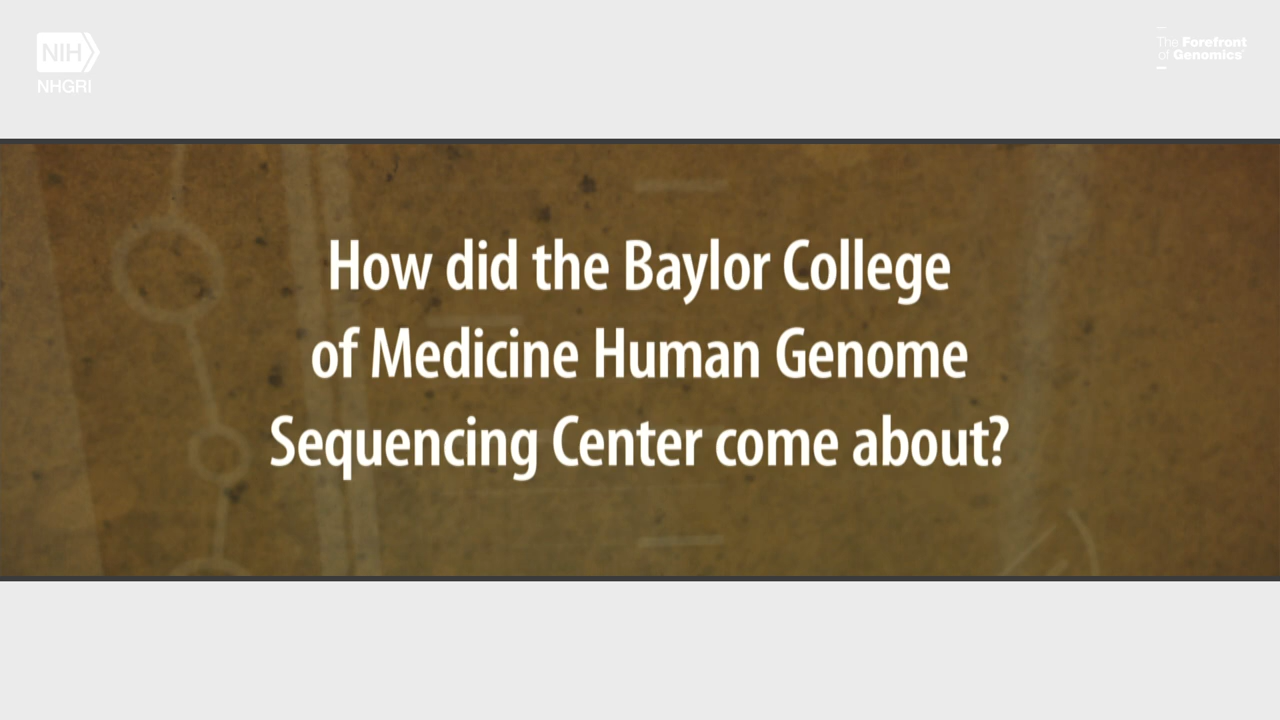 NIH
NHGRI
The Forefront
of Genomics®
How did the Baylor College
of Medicine Human Genome
Sequencing Center come about?